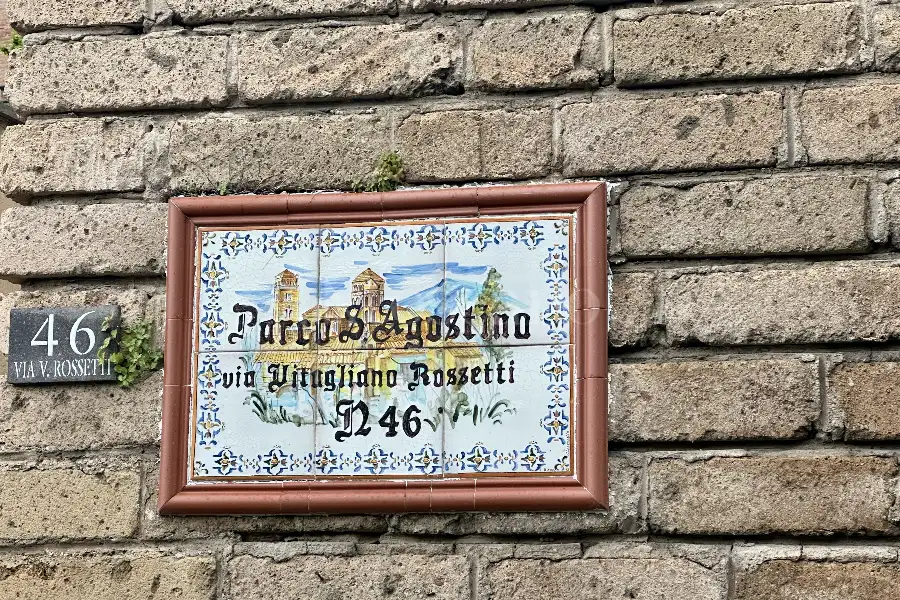 46
VIA V. ROSSETTI
Parco S. Agostino
via Vitugliano Rossetti
N 46